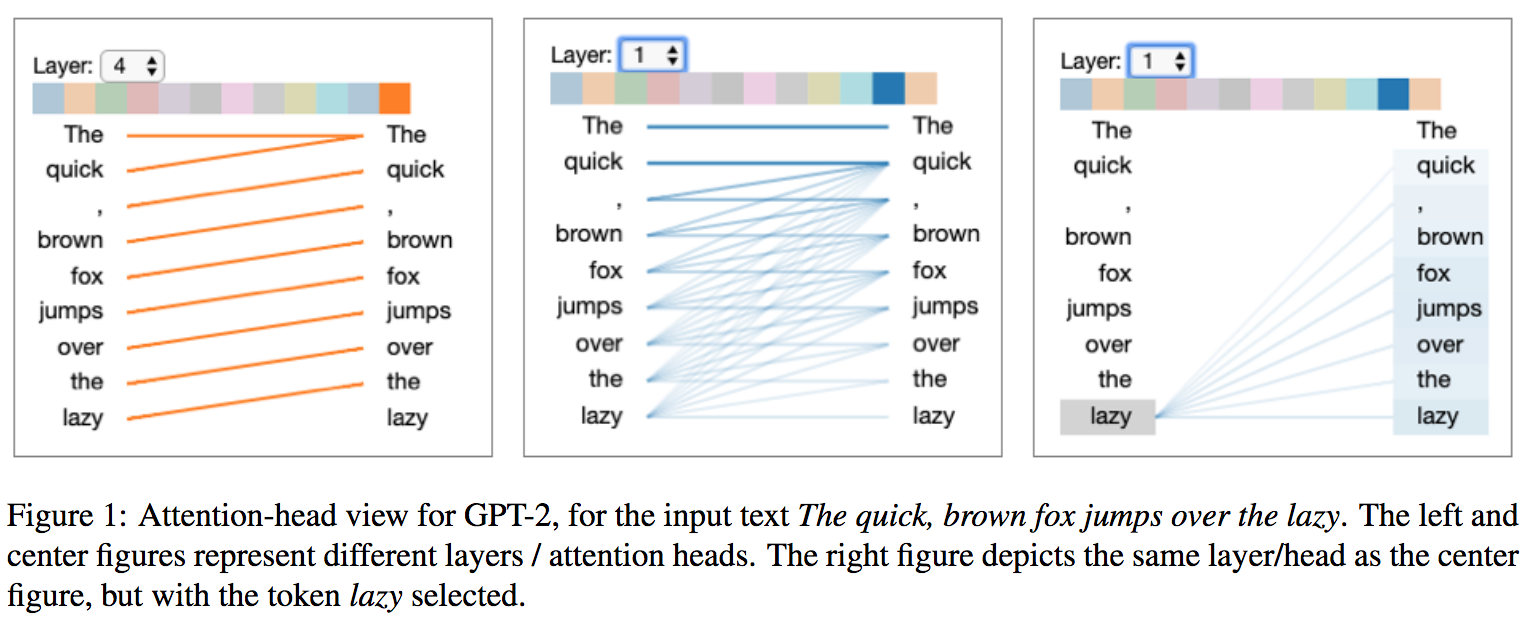 Layer: 4
The The
quick quick
, ,
brown brown
fox fox
jumps jumps
over over
the the
lazy lazy
Layer: 1
The The
quick quick
, ,
brown brown
fox fox
jumps jumps
over over
the the
lazy lazy
Layer: 1
The The
quick quick
, ,
brown brown
fox fox
jumps jumps
over over
the the
lazy lazy
Figure 1: Attention-head view for GPT-2, for the input text The quick, brown fox jumps over the lazy. The left and
center figures represent different layers / attention heads. The right figure depicts the same layer/head as the center
figure, but with the token lazy selected.